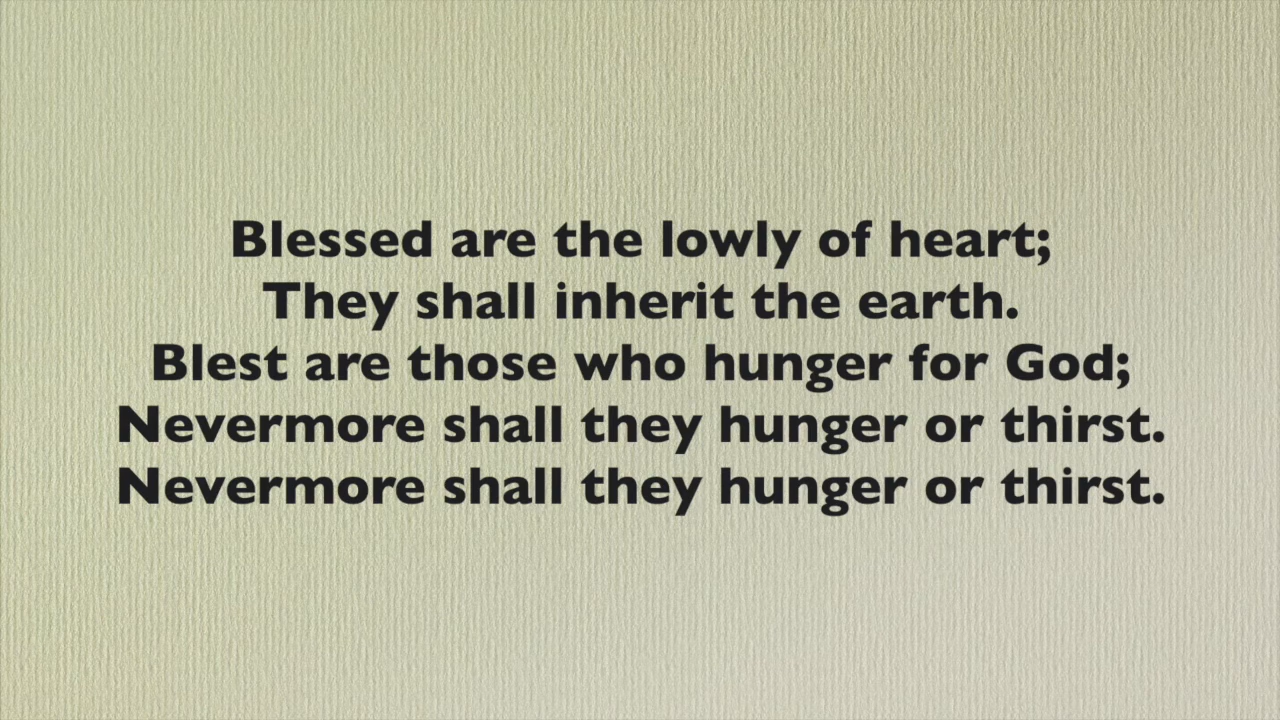 Blessed are the lowly of heart;
They shall inherit the earth.
Blest are those who hunger for God;
Nevermore shall they hunger or thirst.
Nevermore shall they hunger or thirst.